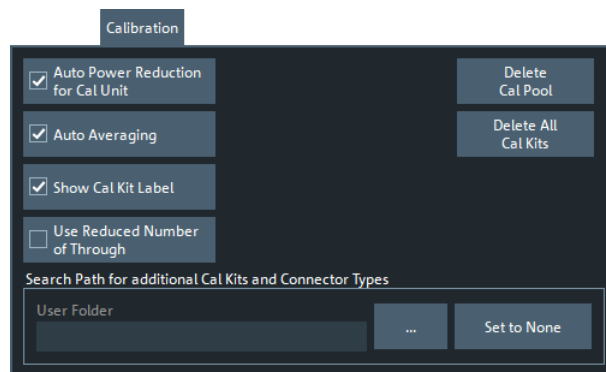 Calibration
Auto Power Reduction
for Cal Unit
Delete
Cal Pool
Auto Averaging
Delete All
Cal Kits
Show Cal Kit Label
Use Reduced Number
of Through
Search Path for additional Cal Kits and Connector Types
User Folder
...
Set to None